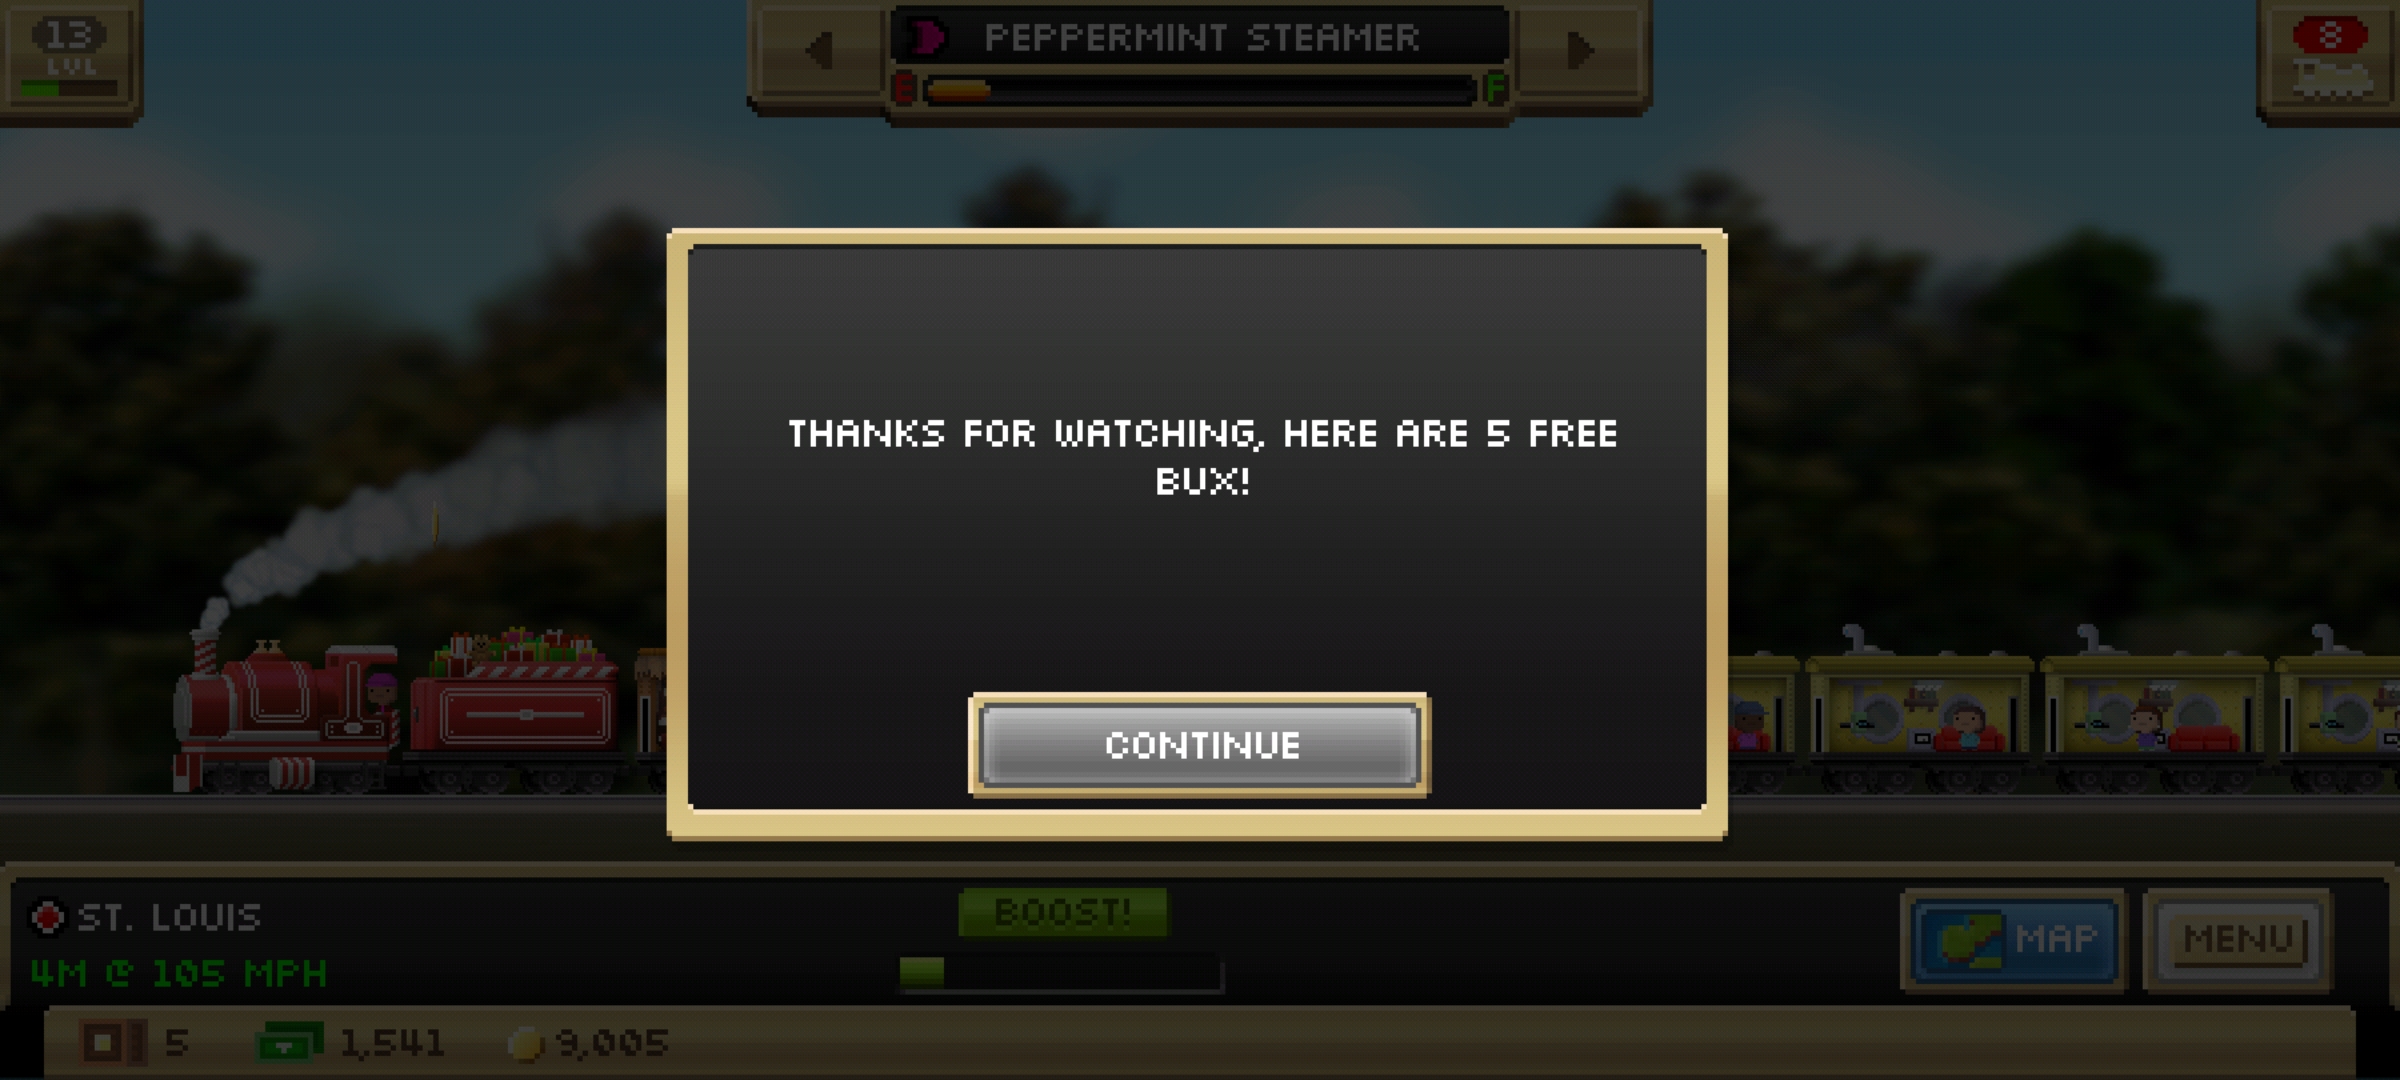 13
LVL
PEPPERMINT STEAMER
E F
8
THANKS FOR WATCHING, HERE ARE 5 FREE
BUX!
CONTINUE
ST. LOUIS
4M @ 105 MPH
BOOST!
MAP
MENU
5 1,541 9,005